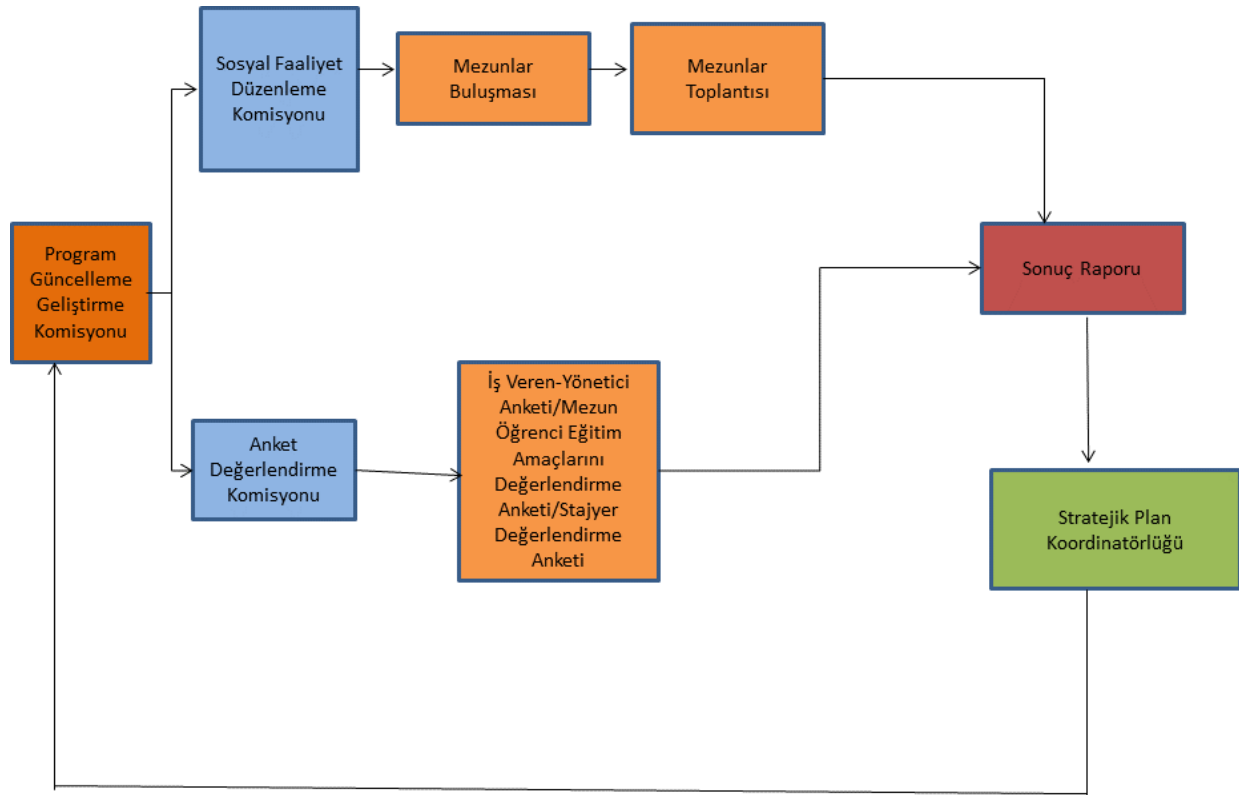 Sosyal Faaliyet
Düzenleme
Komisyonu
Mezunlar
Buluşması
Mezunlar
Toplantısı
Program
Güncelleme
Geliştirme
Komisyonu
Sonuç Raporu
Anket
Değerlendirme
Komisyonu
İş Veren-Yönetici
Anketi/Mezun
Öğrenci Eğitim
Amaçlarını
Değerlendirme
Anketi/Stajyer
Değerlendirme
Anketi
Stratejik Plan
Koordinatörlüğü